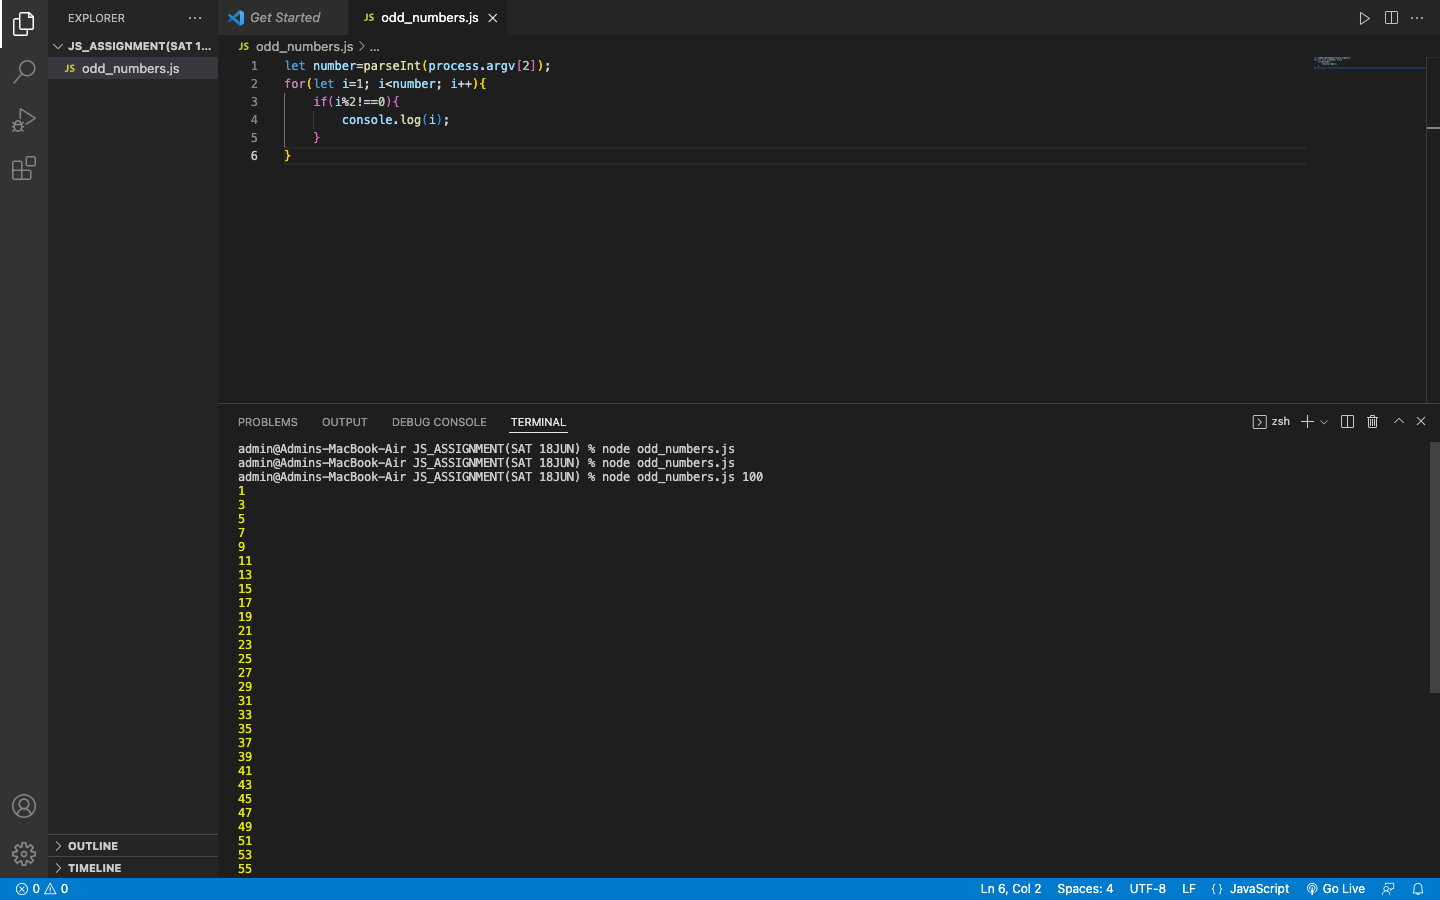 EXPLORER
JS_ASSIGNMENT(SAT 1...
JS odd_numbers.js
OUTLINE
TIMELINE
Get Started
JS odd_numbers.js
JS odd_numbers.js > ...
1 let number=parseInt(process.argv[2]);
2 for(let i=1; i<number; i++){
3 if(i%2!==0){
4 console.log(i);
5 }
6 }
PROBLEMS OUTPUT DEBUG CONSOLE TERMINAL
zsh
admin@Admins-MacBook-Air JS_ASSIGNMENT(SAT 18JUN) % node odd_numbers.js
admin@Admins-MacBook-Air JS_ASSIGNMENT(SAT 18JUN) % node odd_numbers.js
admin@Admins-MacBook-Air JS_ASSIGNMENT(SAT 18JUN) % node odd_numbers.js 100
1
3
5
7
9
11
13
15
17
19
21
23
25
27
29
31
33
35
37
39
41
43
45
47
49
51
53
55
0 0
Ln 6, Col 2 Spaces: 4 UTF-8 LF {} JavaScript Go Live